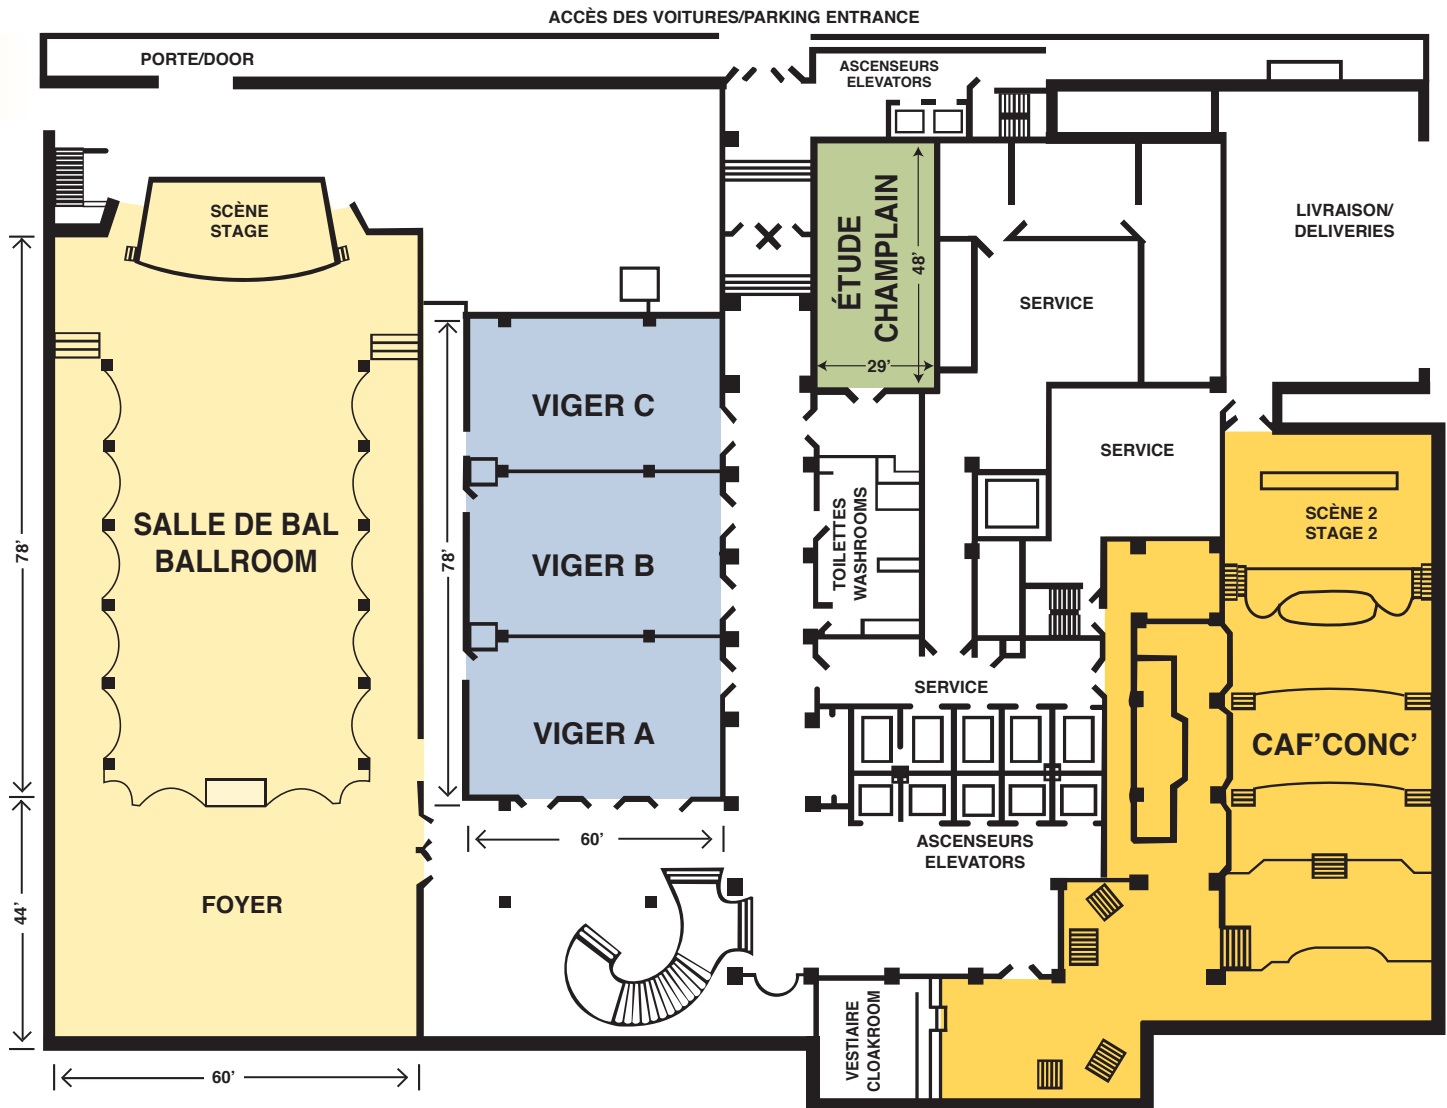 ACCÈS DES VOITURES/PARKING ENTRANCE
PORTE/DOOR
ASCENSEURS
ELEVATORS
SCÈNE
STAGE
LIVRAISON/
DELIVERIES
ÉTUDE
CHAMPLAIN
48'
29'
SERVICE
VIGER C
SERVICE
SALLE DE BAL
BALLROOM
78'
78'
VIGER B
TOILETTES
WASHROOMS
SCÈNE 2
STAGE 2
SERVICE
VIGER A
CAF'CONC'
60'
ASCENSEURS
ELEVATORS
FOYER
44'
VESTIAIRE
CLOAKROOM
60'